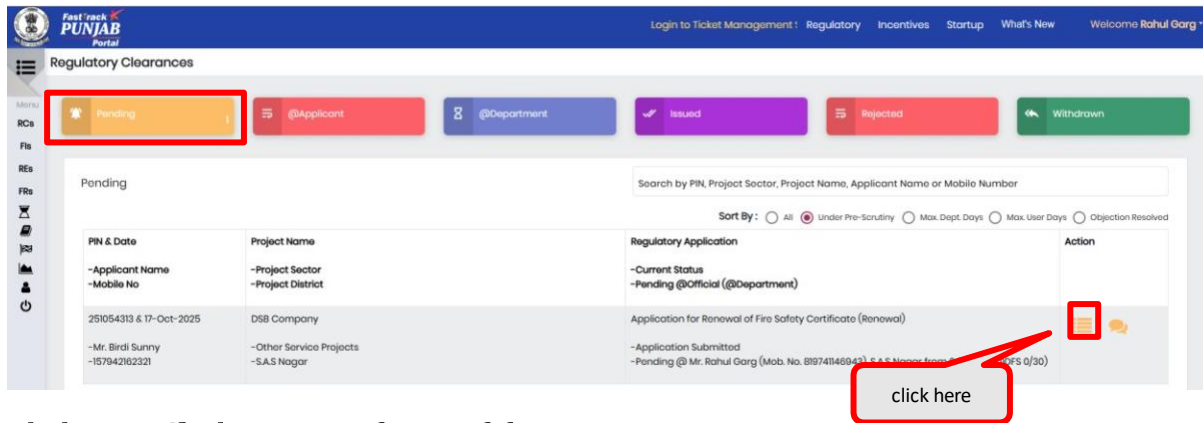 Fast Track
PUNJAB
Portal
Login to Ticket Management : Regulatory Incentives Startup What's New Welcome Rahul Garg
Regulatory Clearances
Menu
RCs
FIs
REs
FRs
Pending
@Applicant
@Department
Issued
Rejected
Withdrawn
Pending
Search by PIN, Project Sector, Project Name, Applicant Name or Mobile Number
Sort By : All Under Pre-Scrutiny Max. Dept. Days Max. User Days Objection Resolved
PIN & Date Project Name Regulatory Application Action
-Applicant Name -Project Sector -Current Status
-Mobile No -Project District -Pending @Official (@Department)
251054313 & 17-Oct-2025 DSB Company Application for Renewal of Fire Safety Certificate (Renewal)
-Mr. Birdi Sunny -Other Service Projects -Application Submitted
-157942162321 -S.A.S Nagar -Pending @ Mr. Rahul Garg (Mob. No. 819741146943), S.A.S Nagar from 0/30)
click here